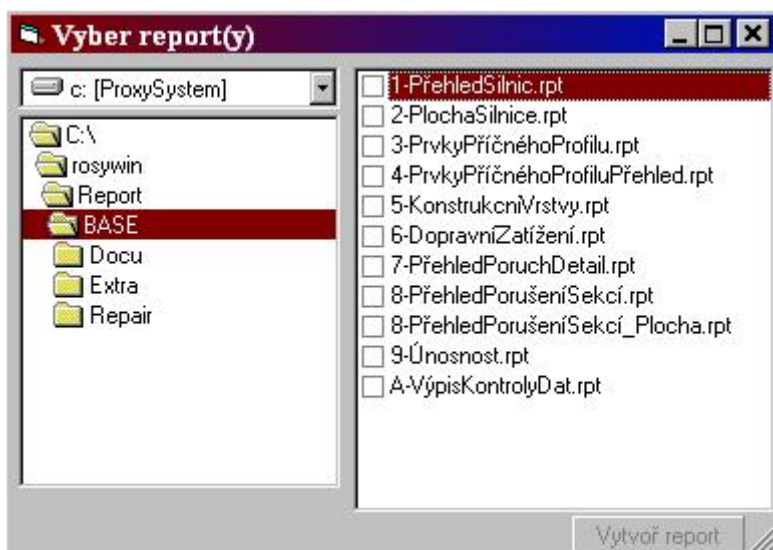 Vyber report(y)
c: [ProxySystem]
C:\
rosywin
Report
BASE
Docu
Extra
Repair
1-PřehledSilnic.rpt
2-PlochaSilnice.rpt
3-PrvkyPříčnéhoProfilu.rpt
4-PrvkyPříčnéhoProfiluPřehled.rpt
5-KonstrukcniVrstvy.rpt
6-DopravníZatížení.rpt
7-PřehledPoruchDetail.rpt
8-PřehledPorušeníSekcí.rpt
8-PřehledPorušeníSekcí_Plocha.rpt
9-Únosnost.rpt
A-VýpisKontrolyDat.rpt
Vytvoř report